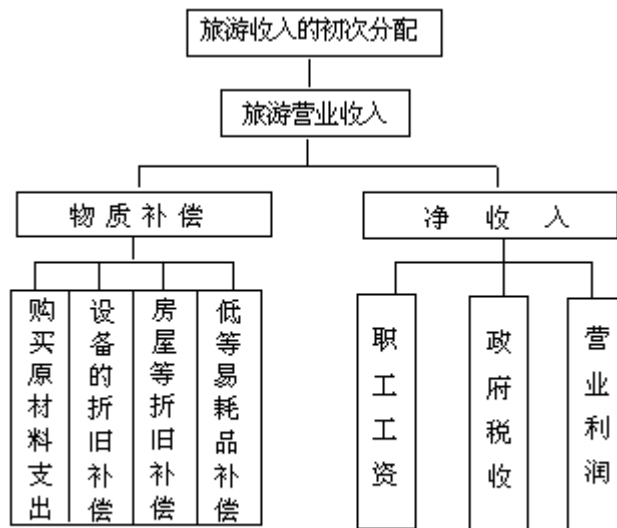 旅游收入的初次分配
旅游营业收入
物质补偿
净收入
购买原材料支出
设备的折旧补偿
房屋等折旧补偿
低等易耗品补偿
职工工资
政府税收
营业利润